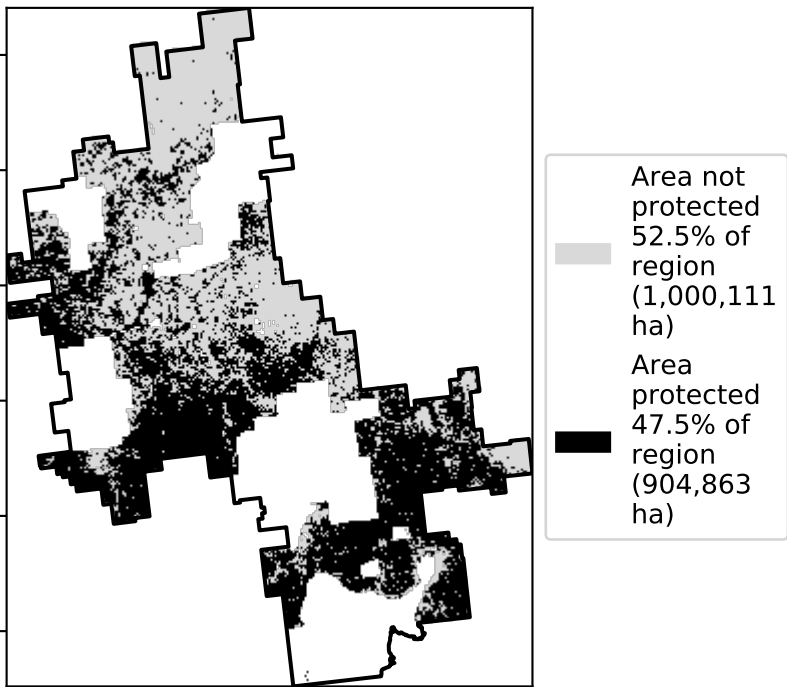 Area not
protected
52.5% of
region
(1,000,111
ha)
Area
protected
47.5% of
region
(904,863
ha)